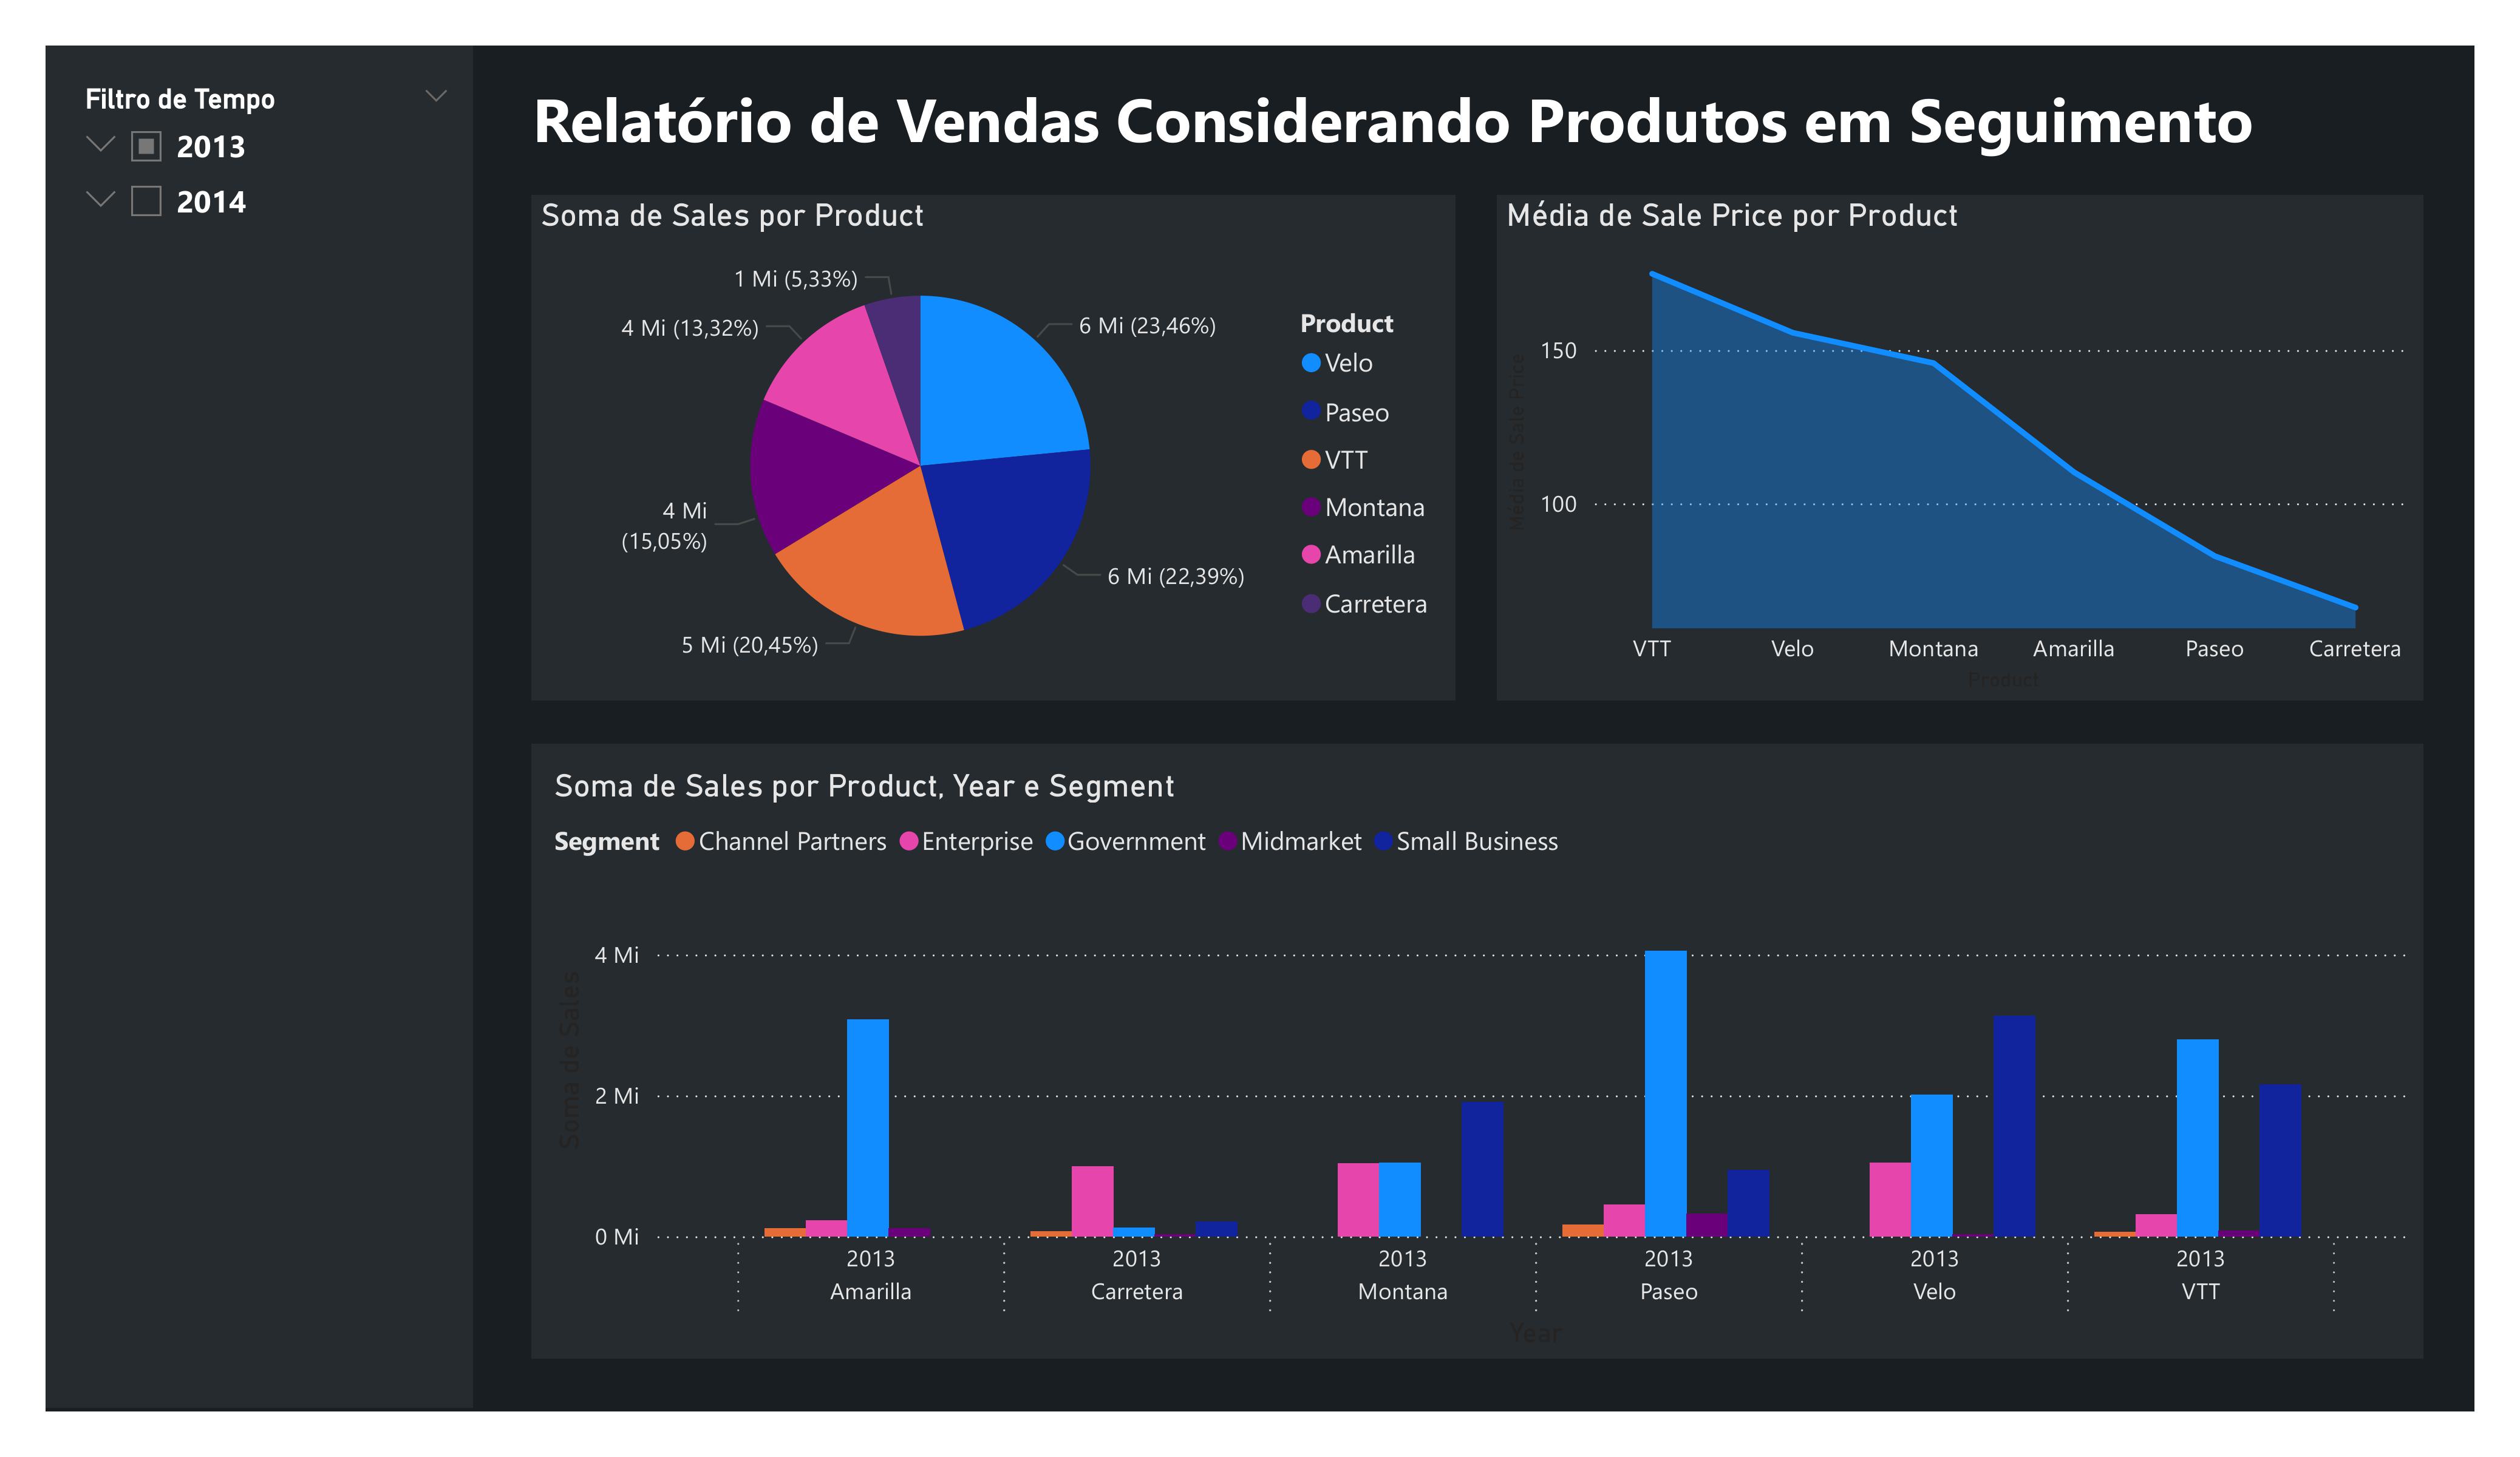 Filtro de Tempo
2013
2014
Relatório de Vendas Considerando Produtos em Seguimento
Soma de Sales por Product
1 Mi (5,33%)
4 Mi (13,32%)
6 Mi (23,46%)
4 Mi
(15,05%)
6 Mi (22,39%)
5 Mi (20,45%)
Product
Velo
Paseo
VTT
Montana
Amarilla
Carretera
Média de Sale Price por Product
Média de Sale Price
150
100
VTT Velo Montana Amarilla Paseo Carretera
Product
Soma de Sales por Product, Year e Segment
Segment Channel Partners Enterprise Government Midmarket Small Business
Soma de Sales
4 Mi
2 Mi
0 Mi
2013 2013 2013 2013 2013 2013
Amarilla Carretera Montana Paseo Velo VTT
Year